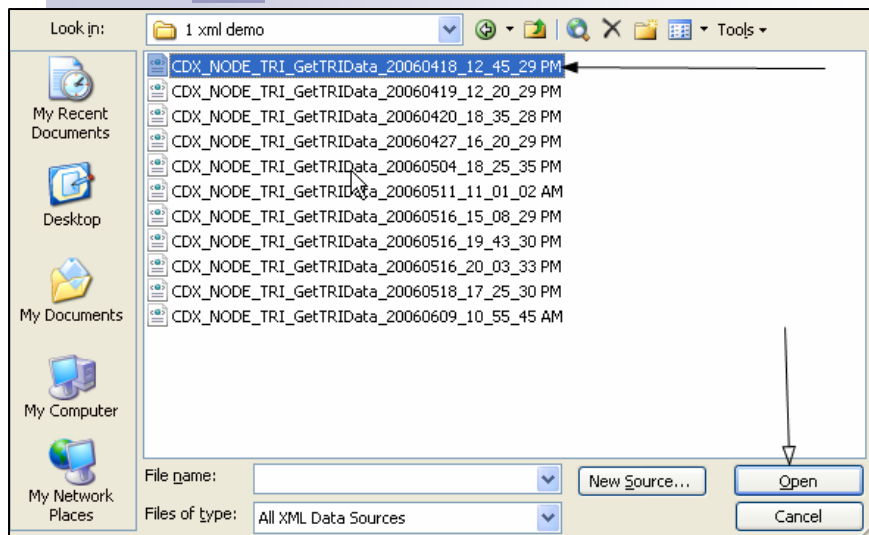 Look in:
1 xml demo
Tools
My Recent
Documents
Desktop
My Documents
My Computer
My Network
Places
CDX_NODE_TRI_GetTRIData_20060418_12_45_29 PM
CDX_NODE_TRI_GetTRIData_20060419_12_20_29 PM
CDX_NODE_TRI_GetTRIData_20060420_18_35_28 PM
CDX_NODE_TRI_GetTRIData_20060427_16_20_29 PM
CDX_NODE_TRI_GetTRIData_20060504_18_25_35 PM
CDX_NODE_TRI_GetTRIData_20060511_11_01_02 AM
CDX_NODE_TRI_GetTRIData_20060516_15_08_29 PM
CDX_NODE_TRI_GetTRIData_20060516_19_43_30 PM
CDX_NODE_TRI_GetTRIData_20060516_20_03_33 PM
CDX_NODE_TRI_GetTRIData_20060518_17_25_30 PM
CDX_NODE_TRI_GetTRIData_20060609_10_55_45 AM
File name:
New Source...
Open
Files of type:
All XML Data Sources
Cancel